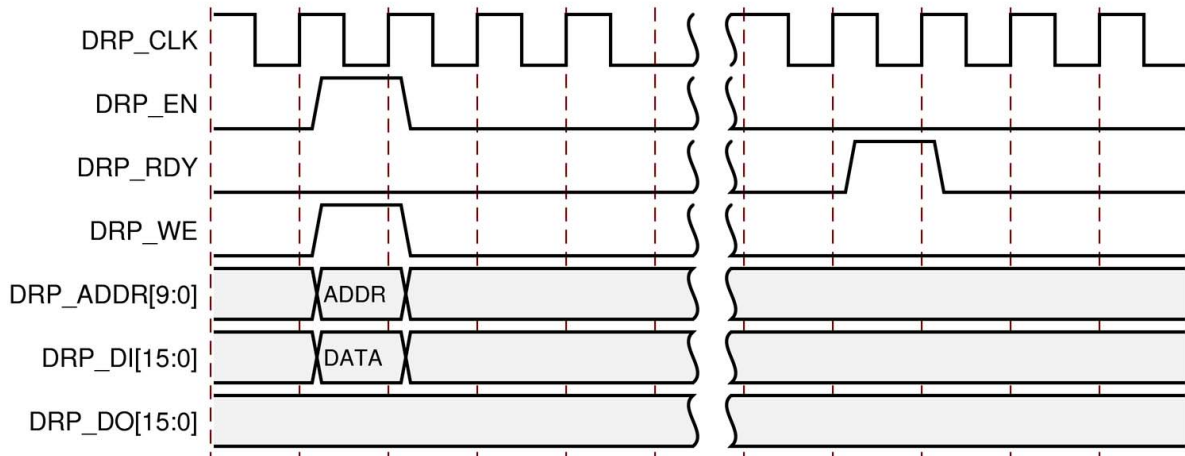 DRP_CLK
DRP_EN
DRP_RDY
DRP_WE
DRP_ADDR[9:0] ADDR
DRP_DI[15:0] DATA
DRP_DO[15:0]